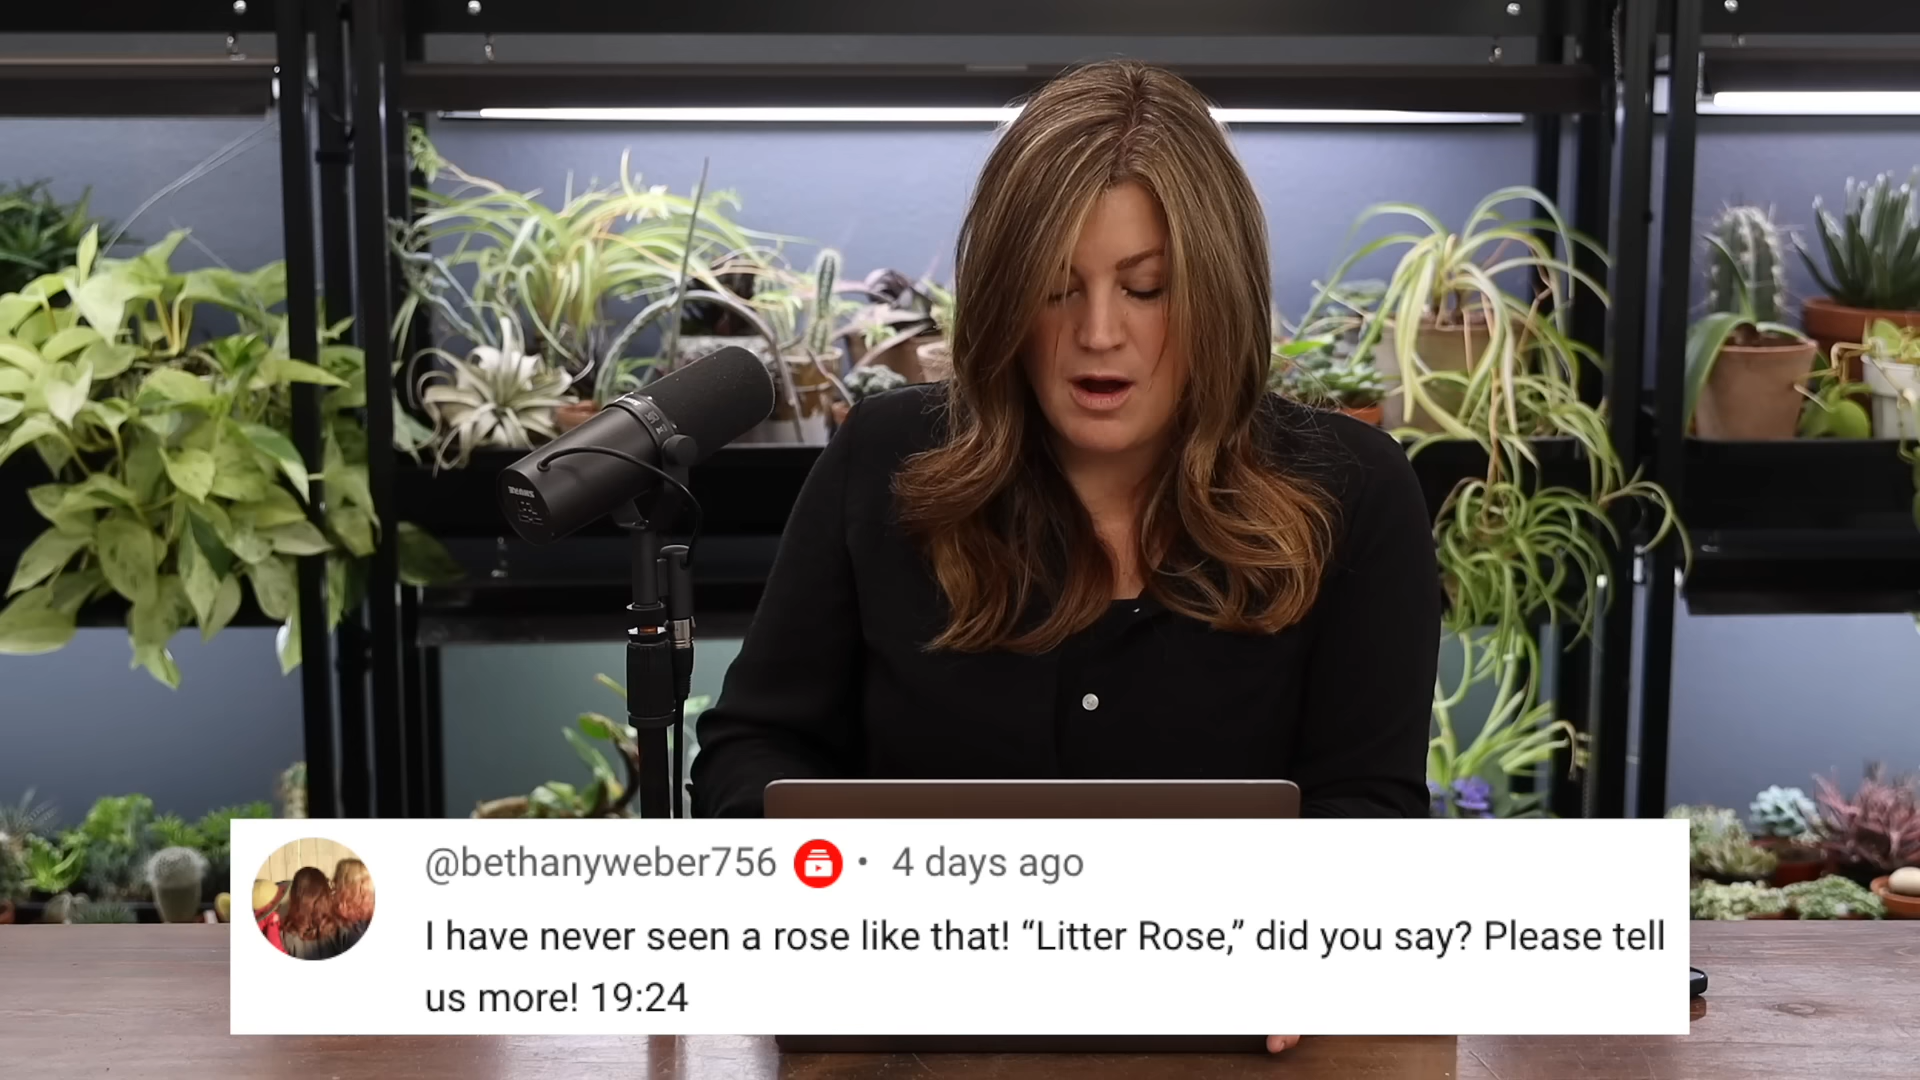 @bethanyweber756 • 4 days ago
I have never seen a rose like that! “Litter Rose,” did you say? Please tell
us more! 19:24
SHURE